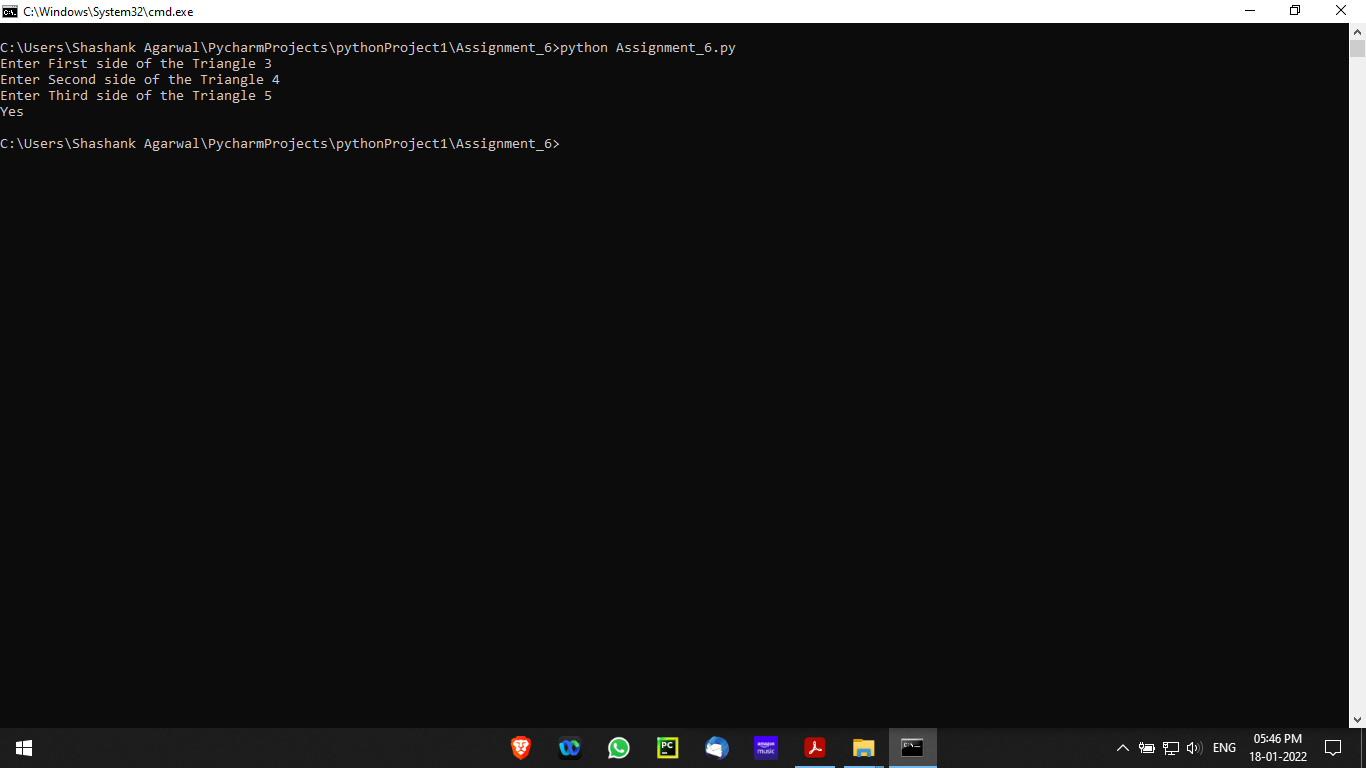 C:\Windows\System32\cmd.exe
C:\Users\Shashank Agarwal\PycharmProjects\pythonProject1\Assignment_6>python Assignment_6.py
Enter First side of the Triangle 3
Enter Second side of the Triangle 4
Enter Third side of the Triangle 5
Yes
C:\Users\Shashank Agarwal\PycharmProjects\pythonProject1\Assignment_6>
PC
amazon music
C:\
ENG
05:46 PM
18-01-2022